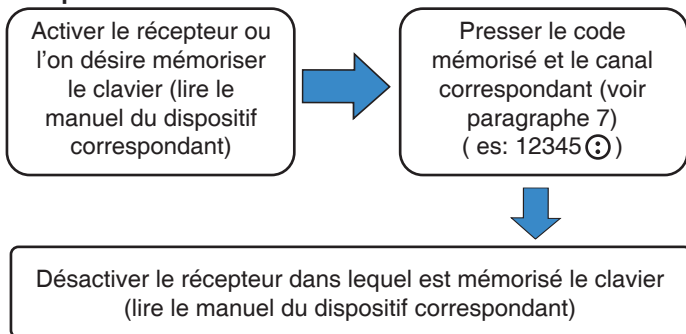 Activer le récepteur ou
l'on désire mémoriser
le clavier (lire le
manuel du dispositif
correspondant)
Presser le code
mémorisé et le canal
correspondant (voir
paragraphe 7)
( es: 12345 )
Désactiver le récepteur dans lequel est mémorisé le clavier
(lire le manuel du dispositif correspondant)